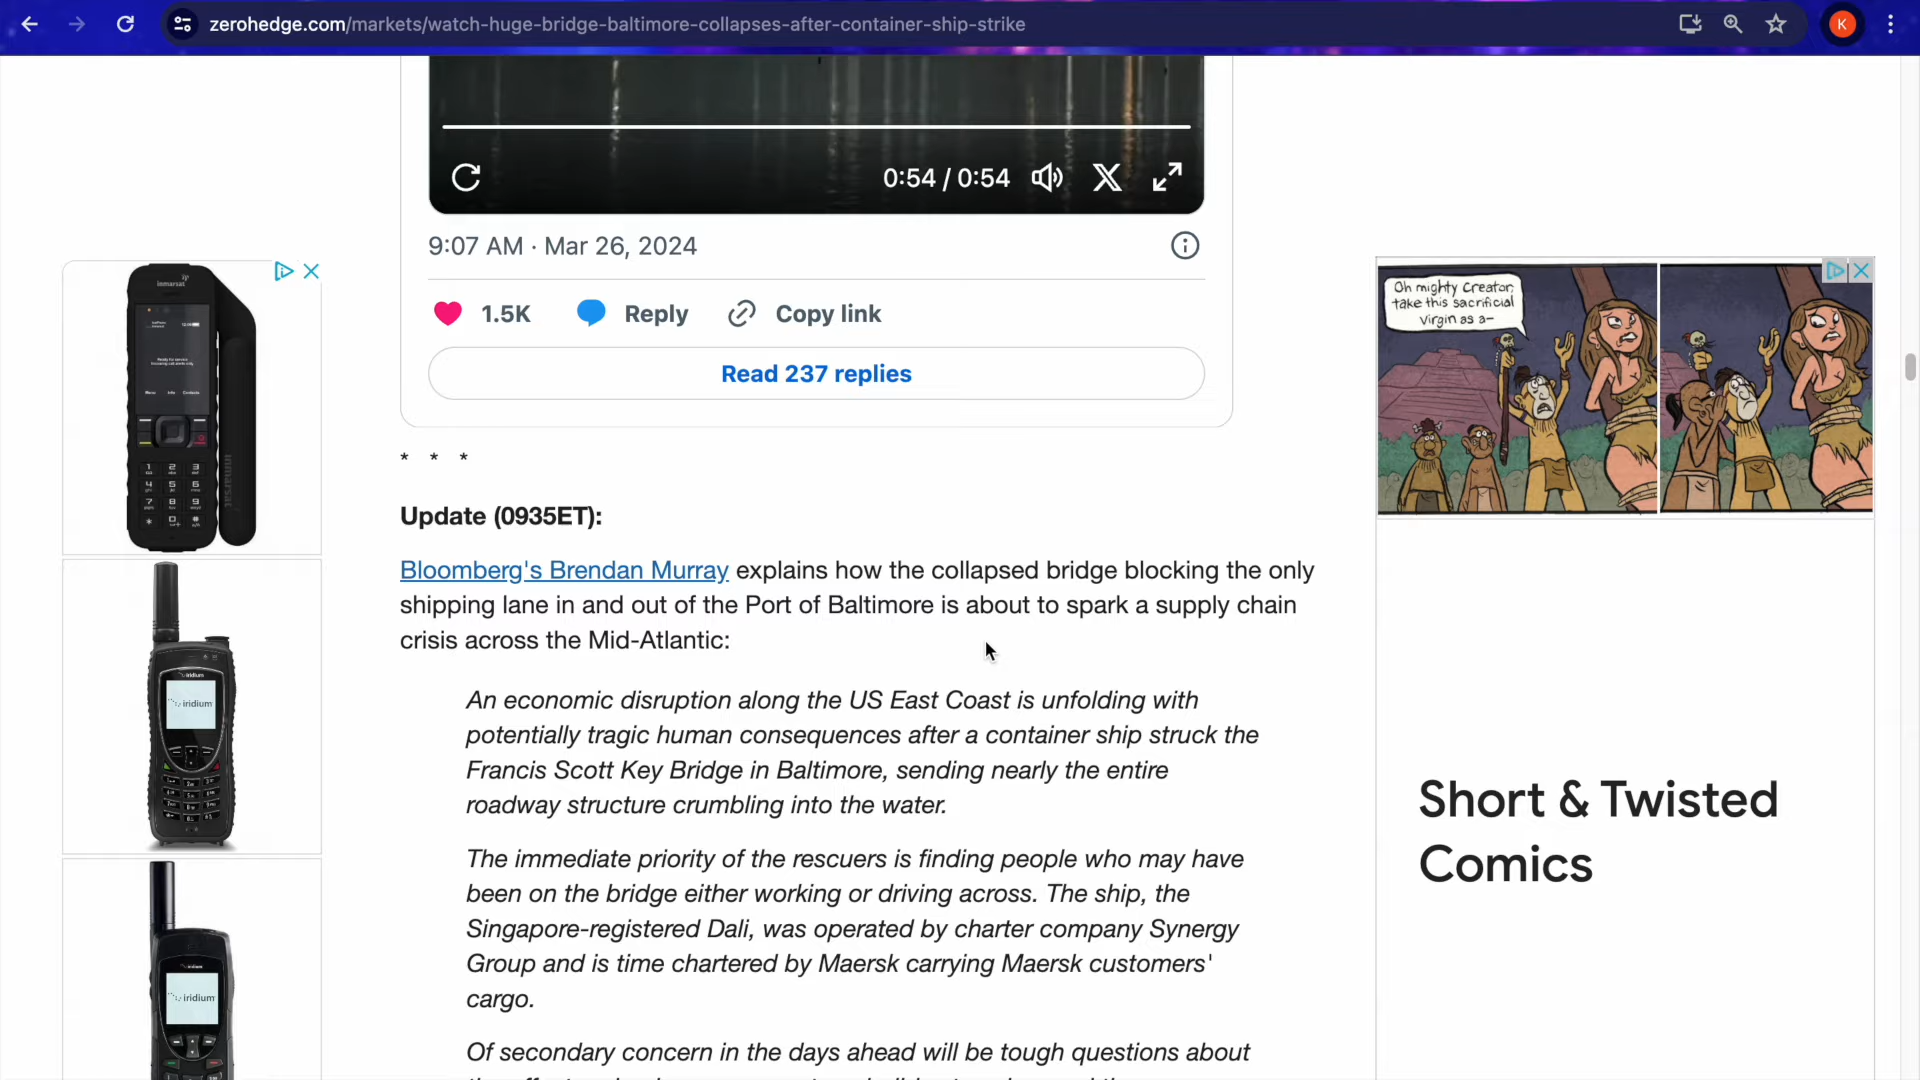 zerohedge.com/markets/watch-huge-bridge-baltimore-collapses-after-container-ship-strike
K
0:54 / 0:54
9:07 AM · Mar 26, 2024
1.5K
Reply
Copy link
Read 237 replies
* * *
Update (0935ET):
Bloomberg's Brendan Murray explains how the collapsed bridge blocking the only
shipping lane in and out of the Port of Baltimore is about to spark a supply chain
crisis across the Mid-Atlantic:
An economic disruption along the US East Coast is unfolding with
potentially tragic human consequences after a container ship struck the
Francis Scott Key Bridge in Baltimore, sending nearly the entire
roadway structure crumbling into the water.
The immediate priority of the rescuers is finding people who may have
been on the bridge either working or driving across. The ship, the
Singapore-registered Dali, was operated by charter company Synergy
Group and is time chartered by Maersk carrying Maersk customers'
cargo.
Of secondary concern in the days ahead will be tough questions about
inmarsat
inmarsat
iridium
iridium
iridium
Oh mighty Creator,
take this sacrificial
virgin as a-
Short & Twisted
Comics